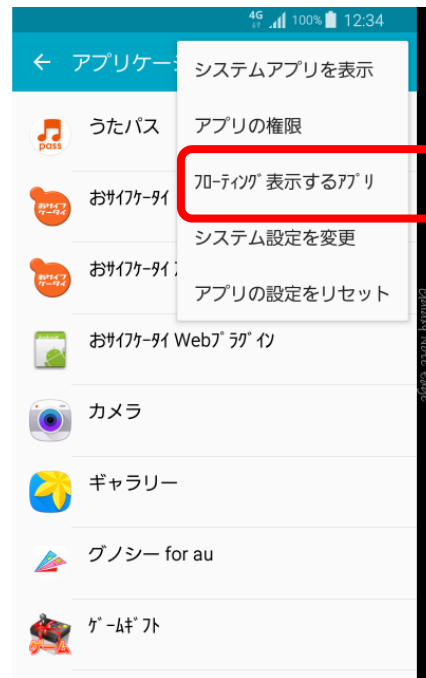 4G 100% 12:34
← アプリケーシ
システムアプリを表示
うたパス
アプリの権限
pass
ﾌﾛｰﾃｨﾝｸﾞ表示するｱﾌﾟﾘ
おｻｲﾌｹｰﾀｲ
おｻｲﾌ
ｹｰﾀｲ
システム設定を変更
おｻｲﾌｹｰﾀｲ
おｻｲﾌ
ｹｰﾀｲ
アプリの設定をリセット
おｻｲﾌｹｰﾀｲ Webﾌﾟﾗｸﾞｲﾝ
カメラ
ギャラリー
グノシー for au
ｹﾞｰﾑｷﾞﾌﾄ
ゲーム
Galaxy Note Edge